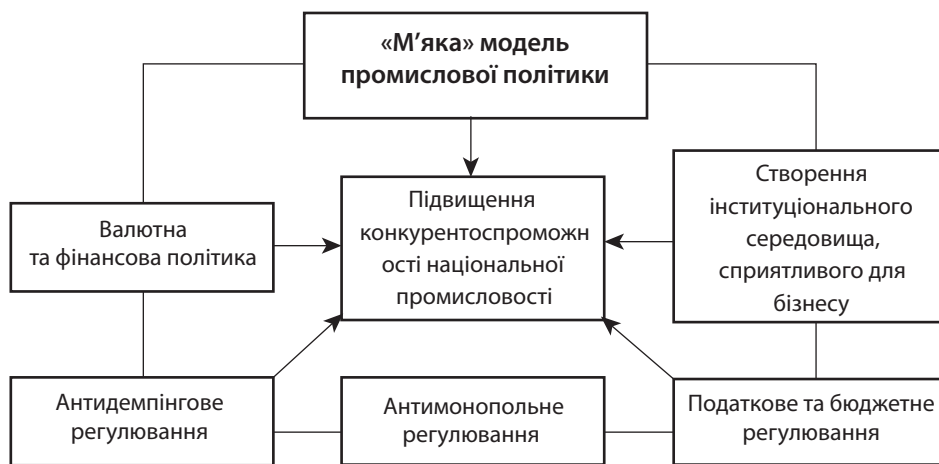 «М’яка» модель
промислової політики
Валютна
та фінансова політика
Підвищення
конкурентоспроможн
ості національної
промисловості
Створення
інституціонального
середовища,
сприятливого для
бізнесу
Антидемпінгове
регулювання
Антимонопольне
регулювання
Податкове та бюджетне
регулювання